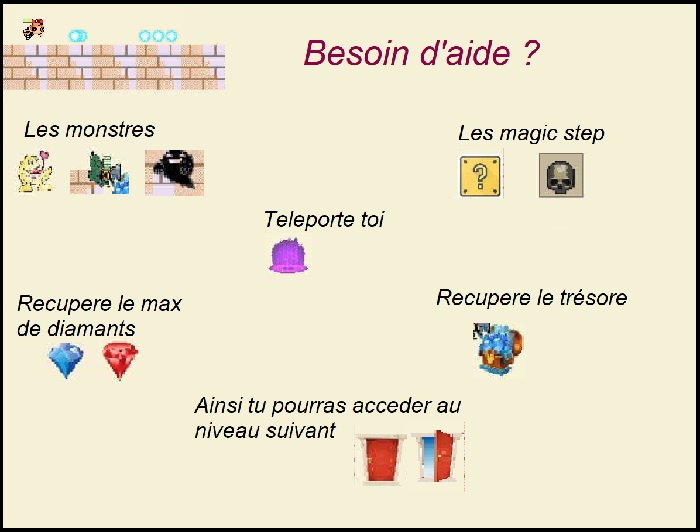 Besoin d'aide ?
Les monstres
Les magic step
?
Teleporte toi
Recupere le max
de diamants
Recupere le trésore
Ainsi tu pourras acceder au
niveau suivant